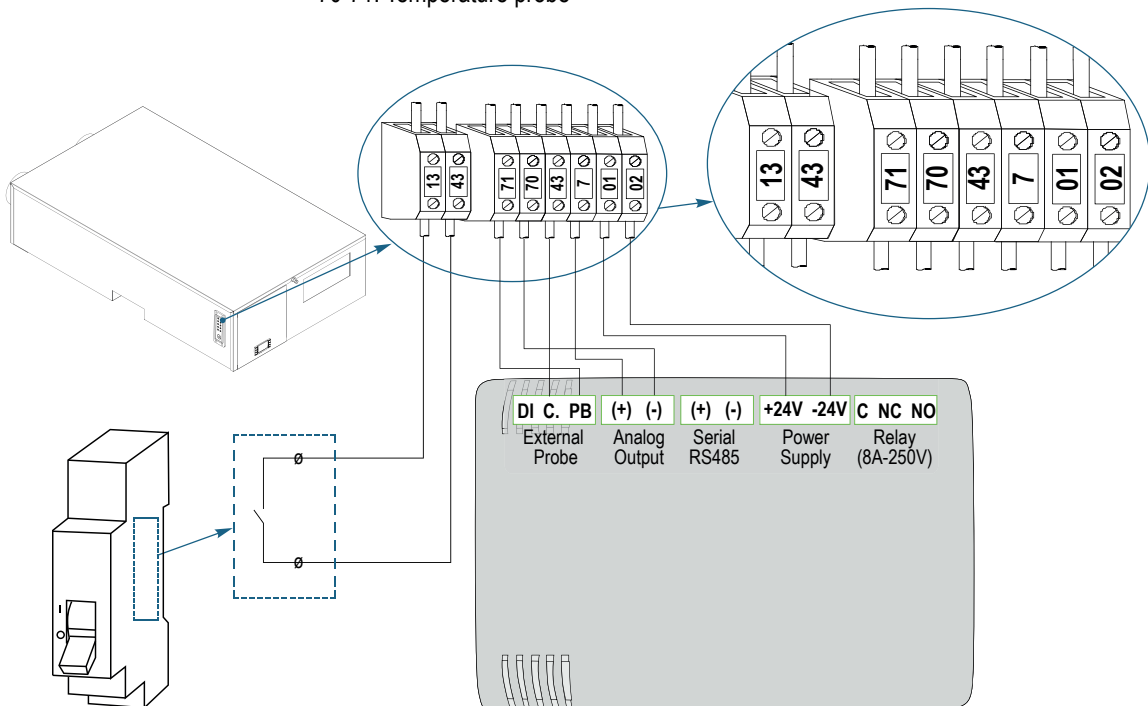 13 43 71 70 43 7 01 02
13 43 71 70 43 7 01 02
DI C. PB (+) (-) (+) (-) +24V -24V C NC NO
External Analog Serial Power Relay
Probe Output RS485 Supply (8A-250V)
ø
ø
I
O